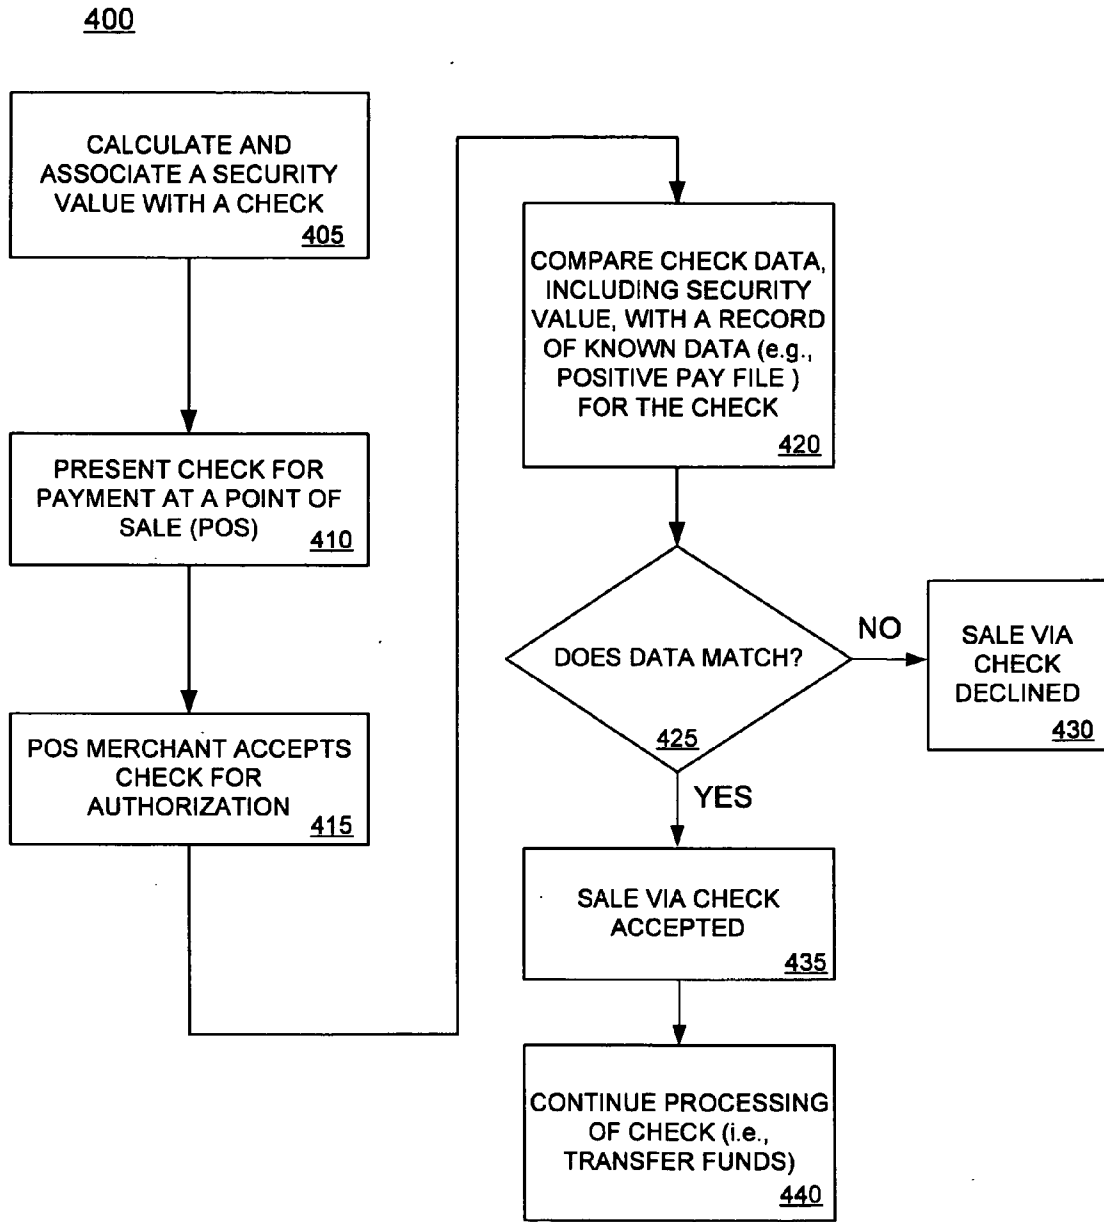 400
CALCULATE AND
ASSOCIATE A SECURITY
VALUE WITH A CHECK
405
PRESENT CHECK FOR
PAYMENT AT A POINT OF
SALE (POS)
410
POS MERCHANT ACCEPTS
CHECK FOR
AUTHORIZATION
415
COMPARE CHECK DATA,
INCLUDING SECURITY
VALUE, WITH A RECORD
OF KNOWN DATA (e.g.,
POSITIVE PAY FILE )
FOR THE CHECK
420
DOES DATA MATCH?
425
NO
SALE VIA
CHECK
DECLINED
430
YES
SALE VIA CHECK
ACCEPTED
435
CONTINUE PROCESSING
OF CHECK (i.e.,
TRANSFER FUNDS)
440